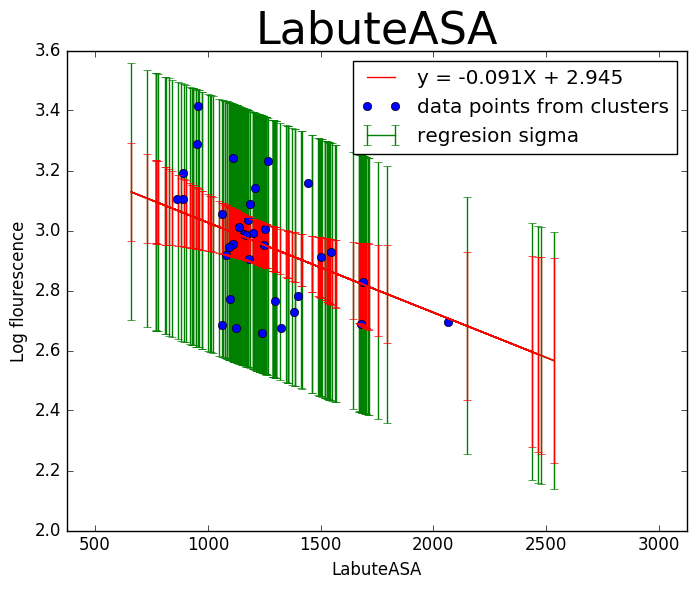 LabuteASA
3.6
y = -0.091X + 2.945
data points from clusters
regresion sigma
3.4
3.2
3.0
2.8
2.6
2.4
2.2
2.0
Log flourescence
500
1000
1500
2000
2500
3000
LabuteASA